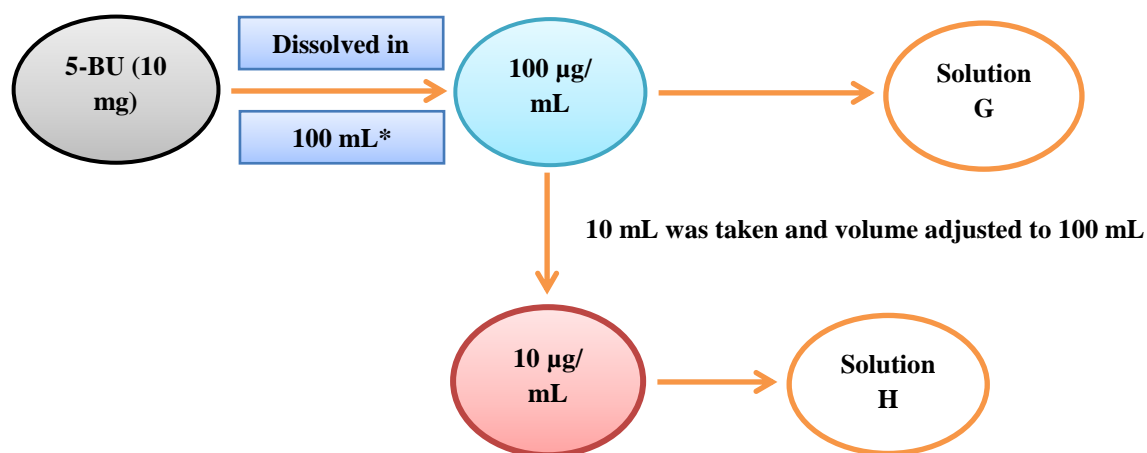 5-BU (10
mg)
Dissolved in
100 mL*
100 µg/
mL
Solution
G
10 mL was taken and volume adjusted to 100 mL
10 µg/
mL
Solution
H